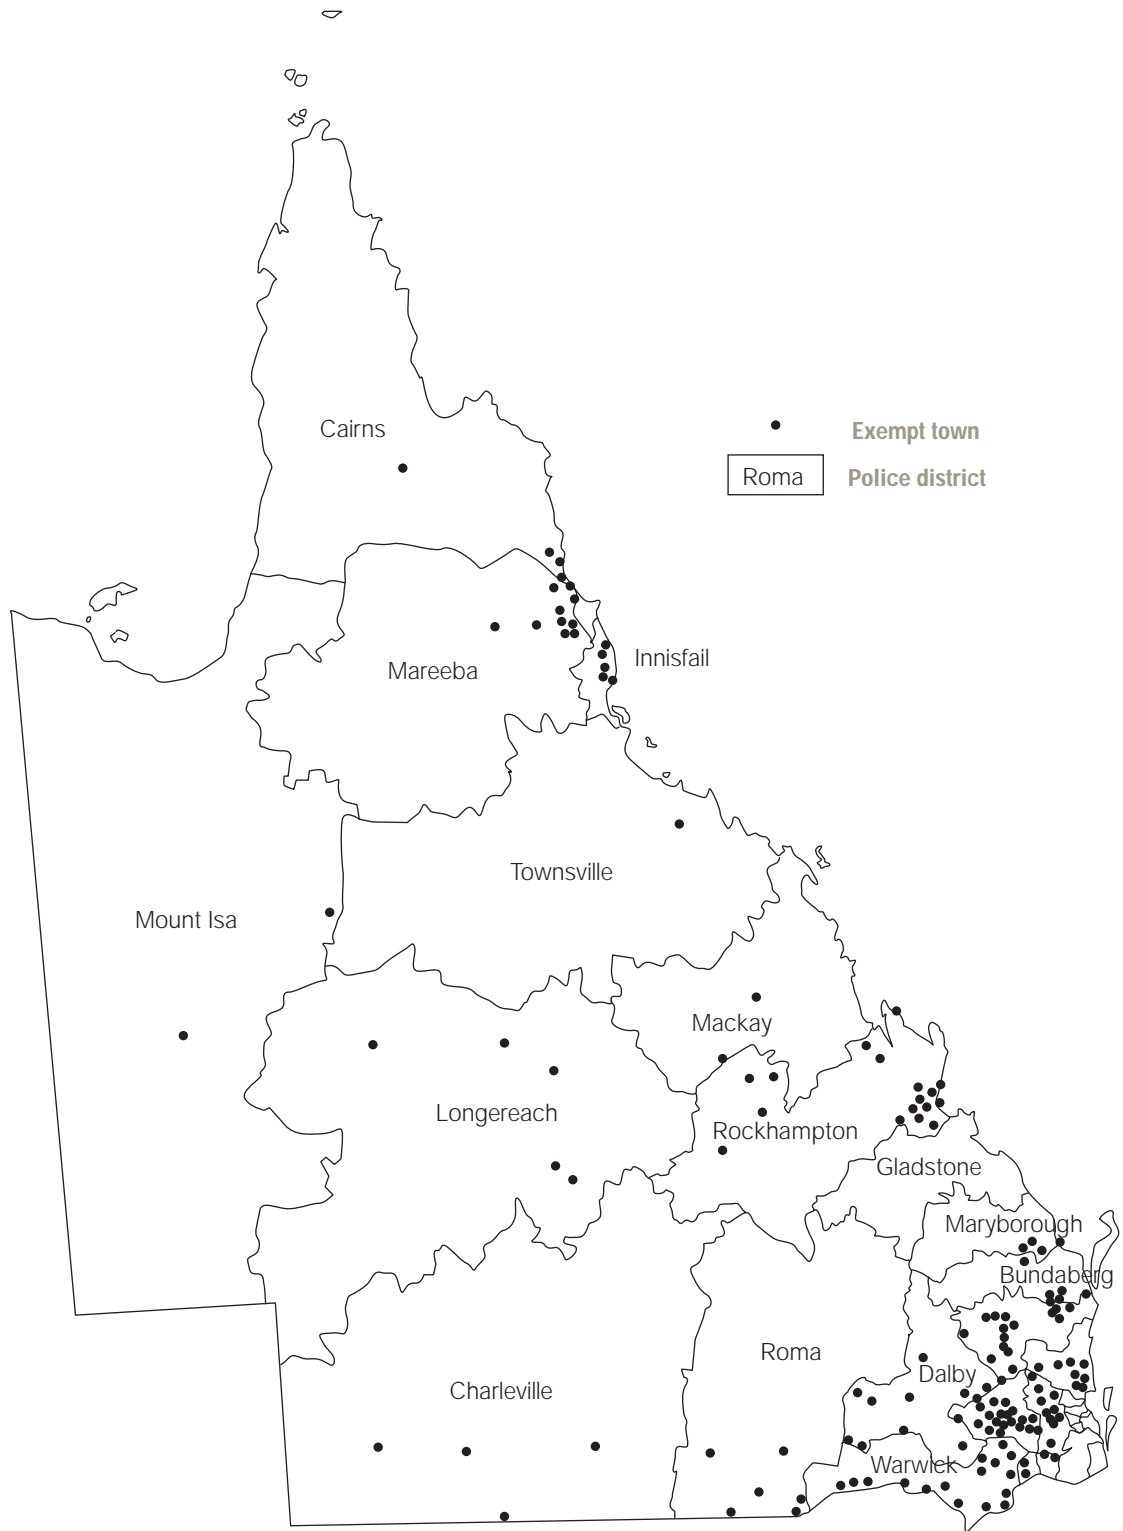 Cairns
Exempt town
Roma Police district
Innisfail
Mareeba
Townsville
Mount Isa
Mackay
Longereach
Rockhampton
Gladstone
Maryborough
Bundaberg
Roma
Dalby
Charleville
Warwick